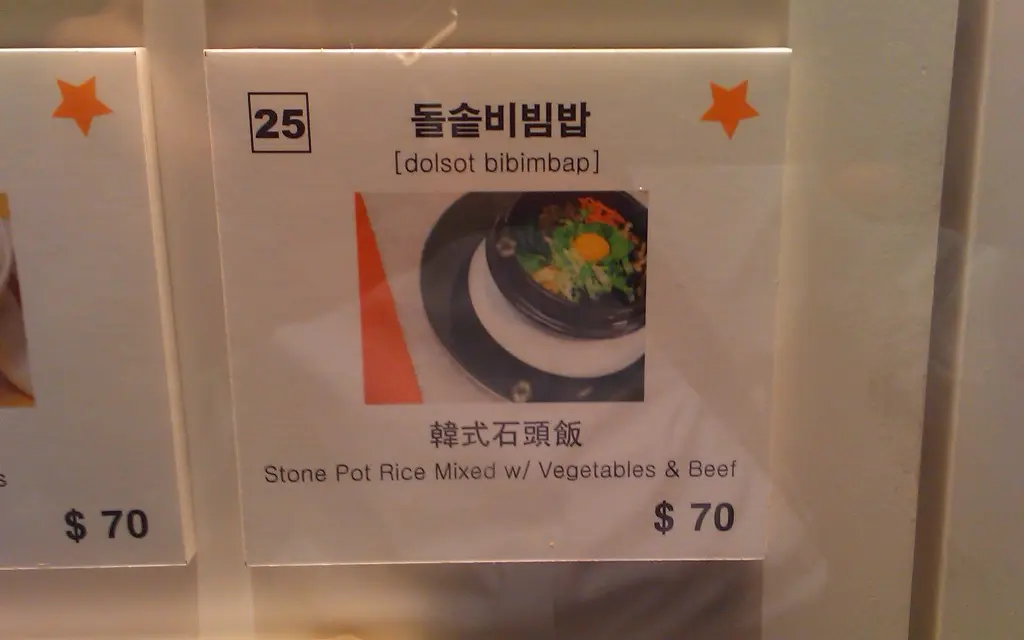 25
돌솥비빔밥
[dolsot bibimbap]
韓式石頭飯
Stone Pot Rice Mixed w/ Vegetables & Beef
$ 70
s
$ 70